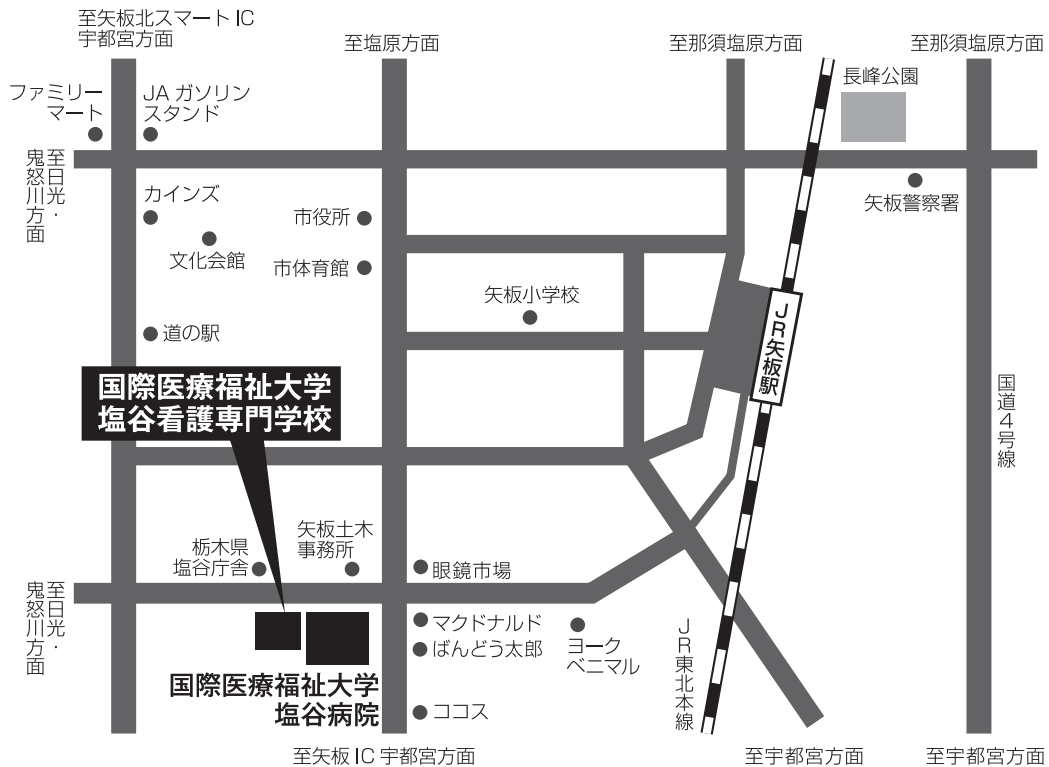 至矢板北スマートIC
宇都宮方面
至塩原方面
至那須塩原方面
至那須塩原方面
ファミリー
マート
JAガソリン
スタンド
長峰公園
至日光・
鬼怒川方面
矢板警察署
カインズ
文化会館
市役所
市体育館
矢板小学校
道の駅
JR矢板駅
国際医療福祉大学
塩谷看護専門学校
国道4号線
栃木県
塩谷庁舎
矢板土木
事務所
眼鏡市場
至日光・
鬼怒川方面
マクドナルド
ばんどう太郎
ヨーク
ベニマル
JR東北本線
国際医療福祉大学
塩谷病院
ココス
至矢板IC 宇都宮方面
至宇都宮方面
至宇都宮方面